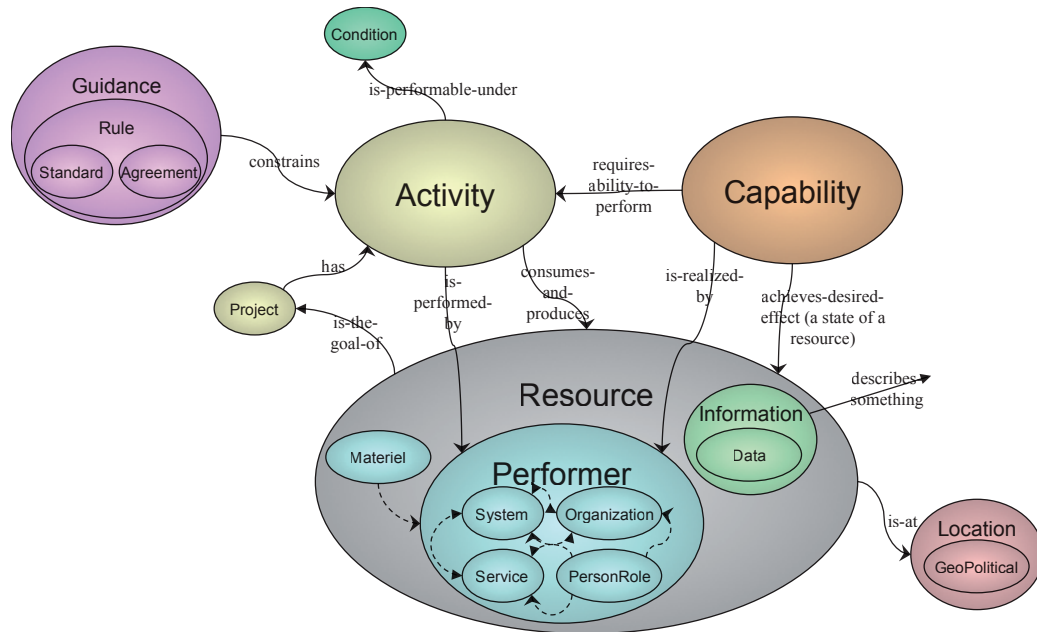 Condition
Guidance
Rule
Standard
Agreement
is-performable-under
constrains
Activity
requires-
ability-to-
perform
Capability
has
Project
is-the-
goal-of
is-
performed-
by
consumes-
and-
produces
is-realized-
by
achieves-desired-
effect (a state of a
resource)
describes
something
Resource
Information
Data
Materiel
Performer
System
Organization
Service
PersonRole
is-at
Location
GeoPolitical